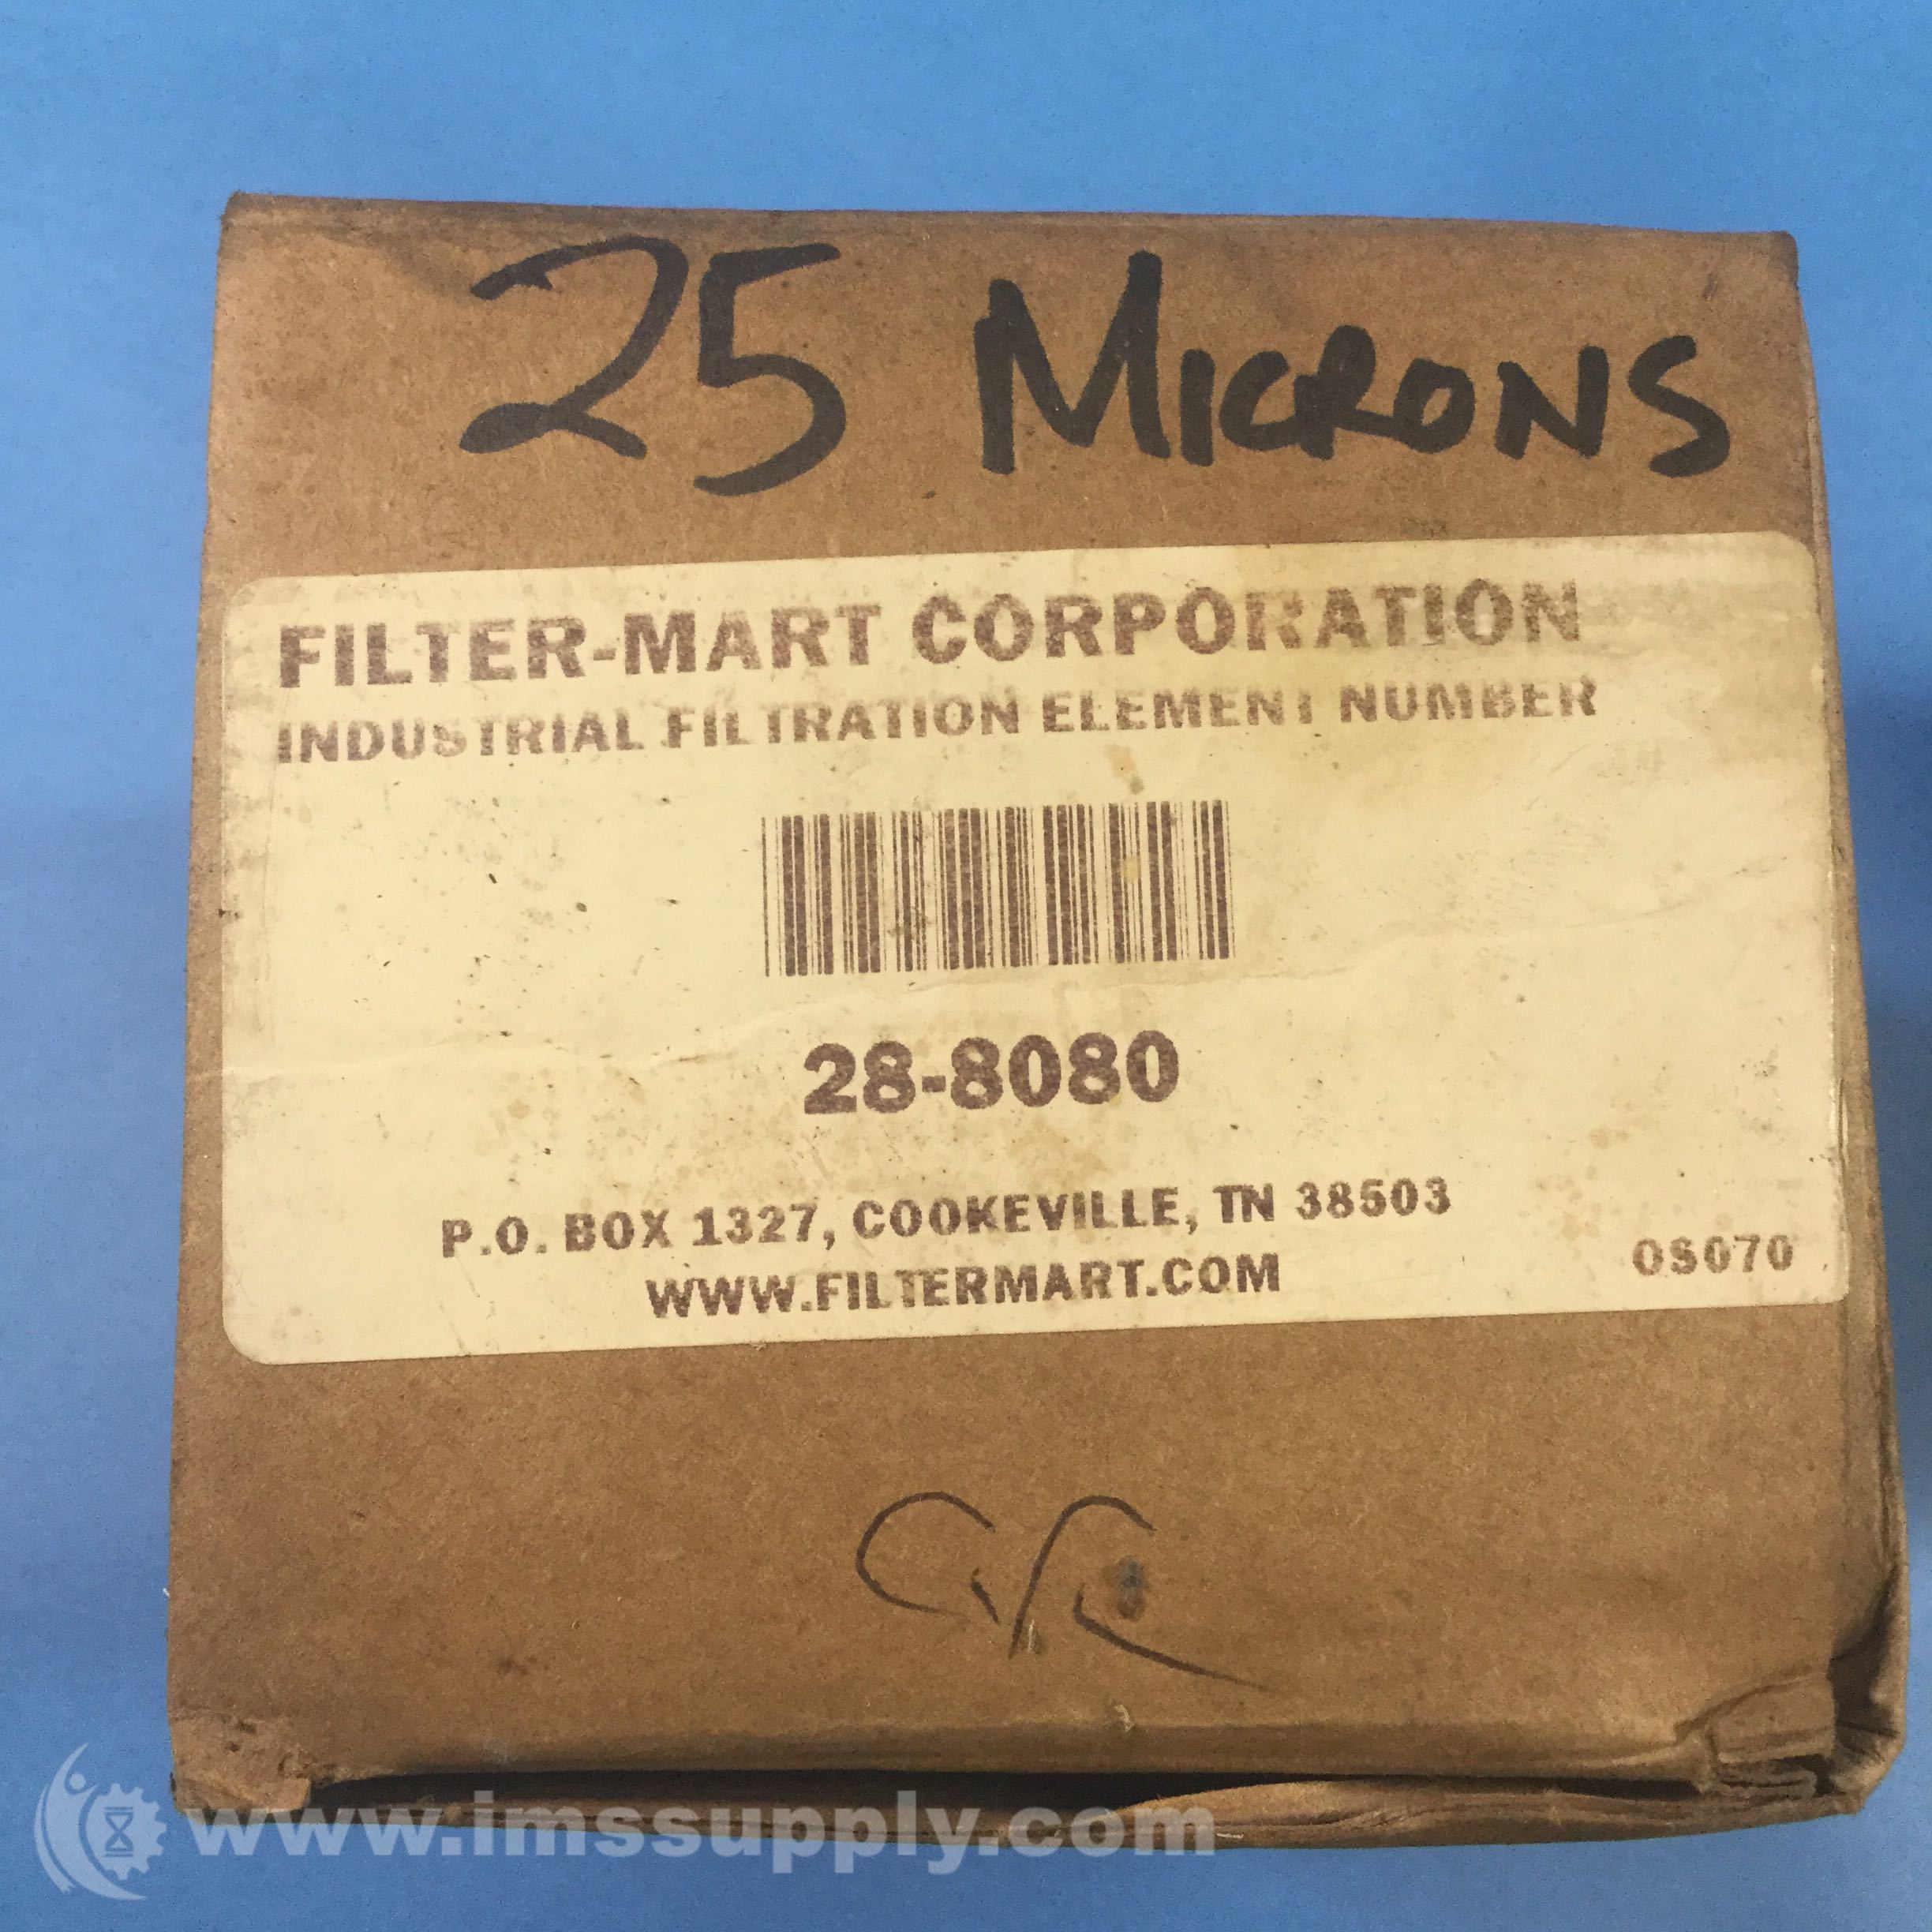 25 MICRONS
FILTER-MART CORPORATION
INDUSTRIAL FILTRATION ELEMENT NUMBER
28-8080
P.O. BOX 1327, COOKEVILLE, TN 38503
WWW.FILTERMART.COM
OS070
www.imssupply.com